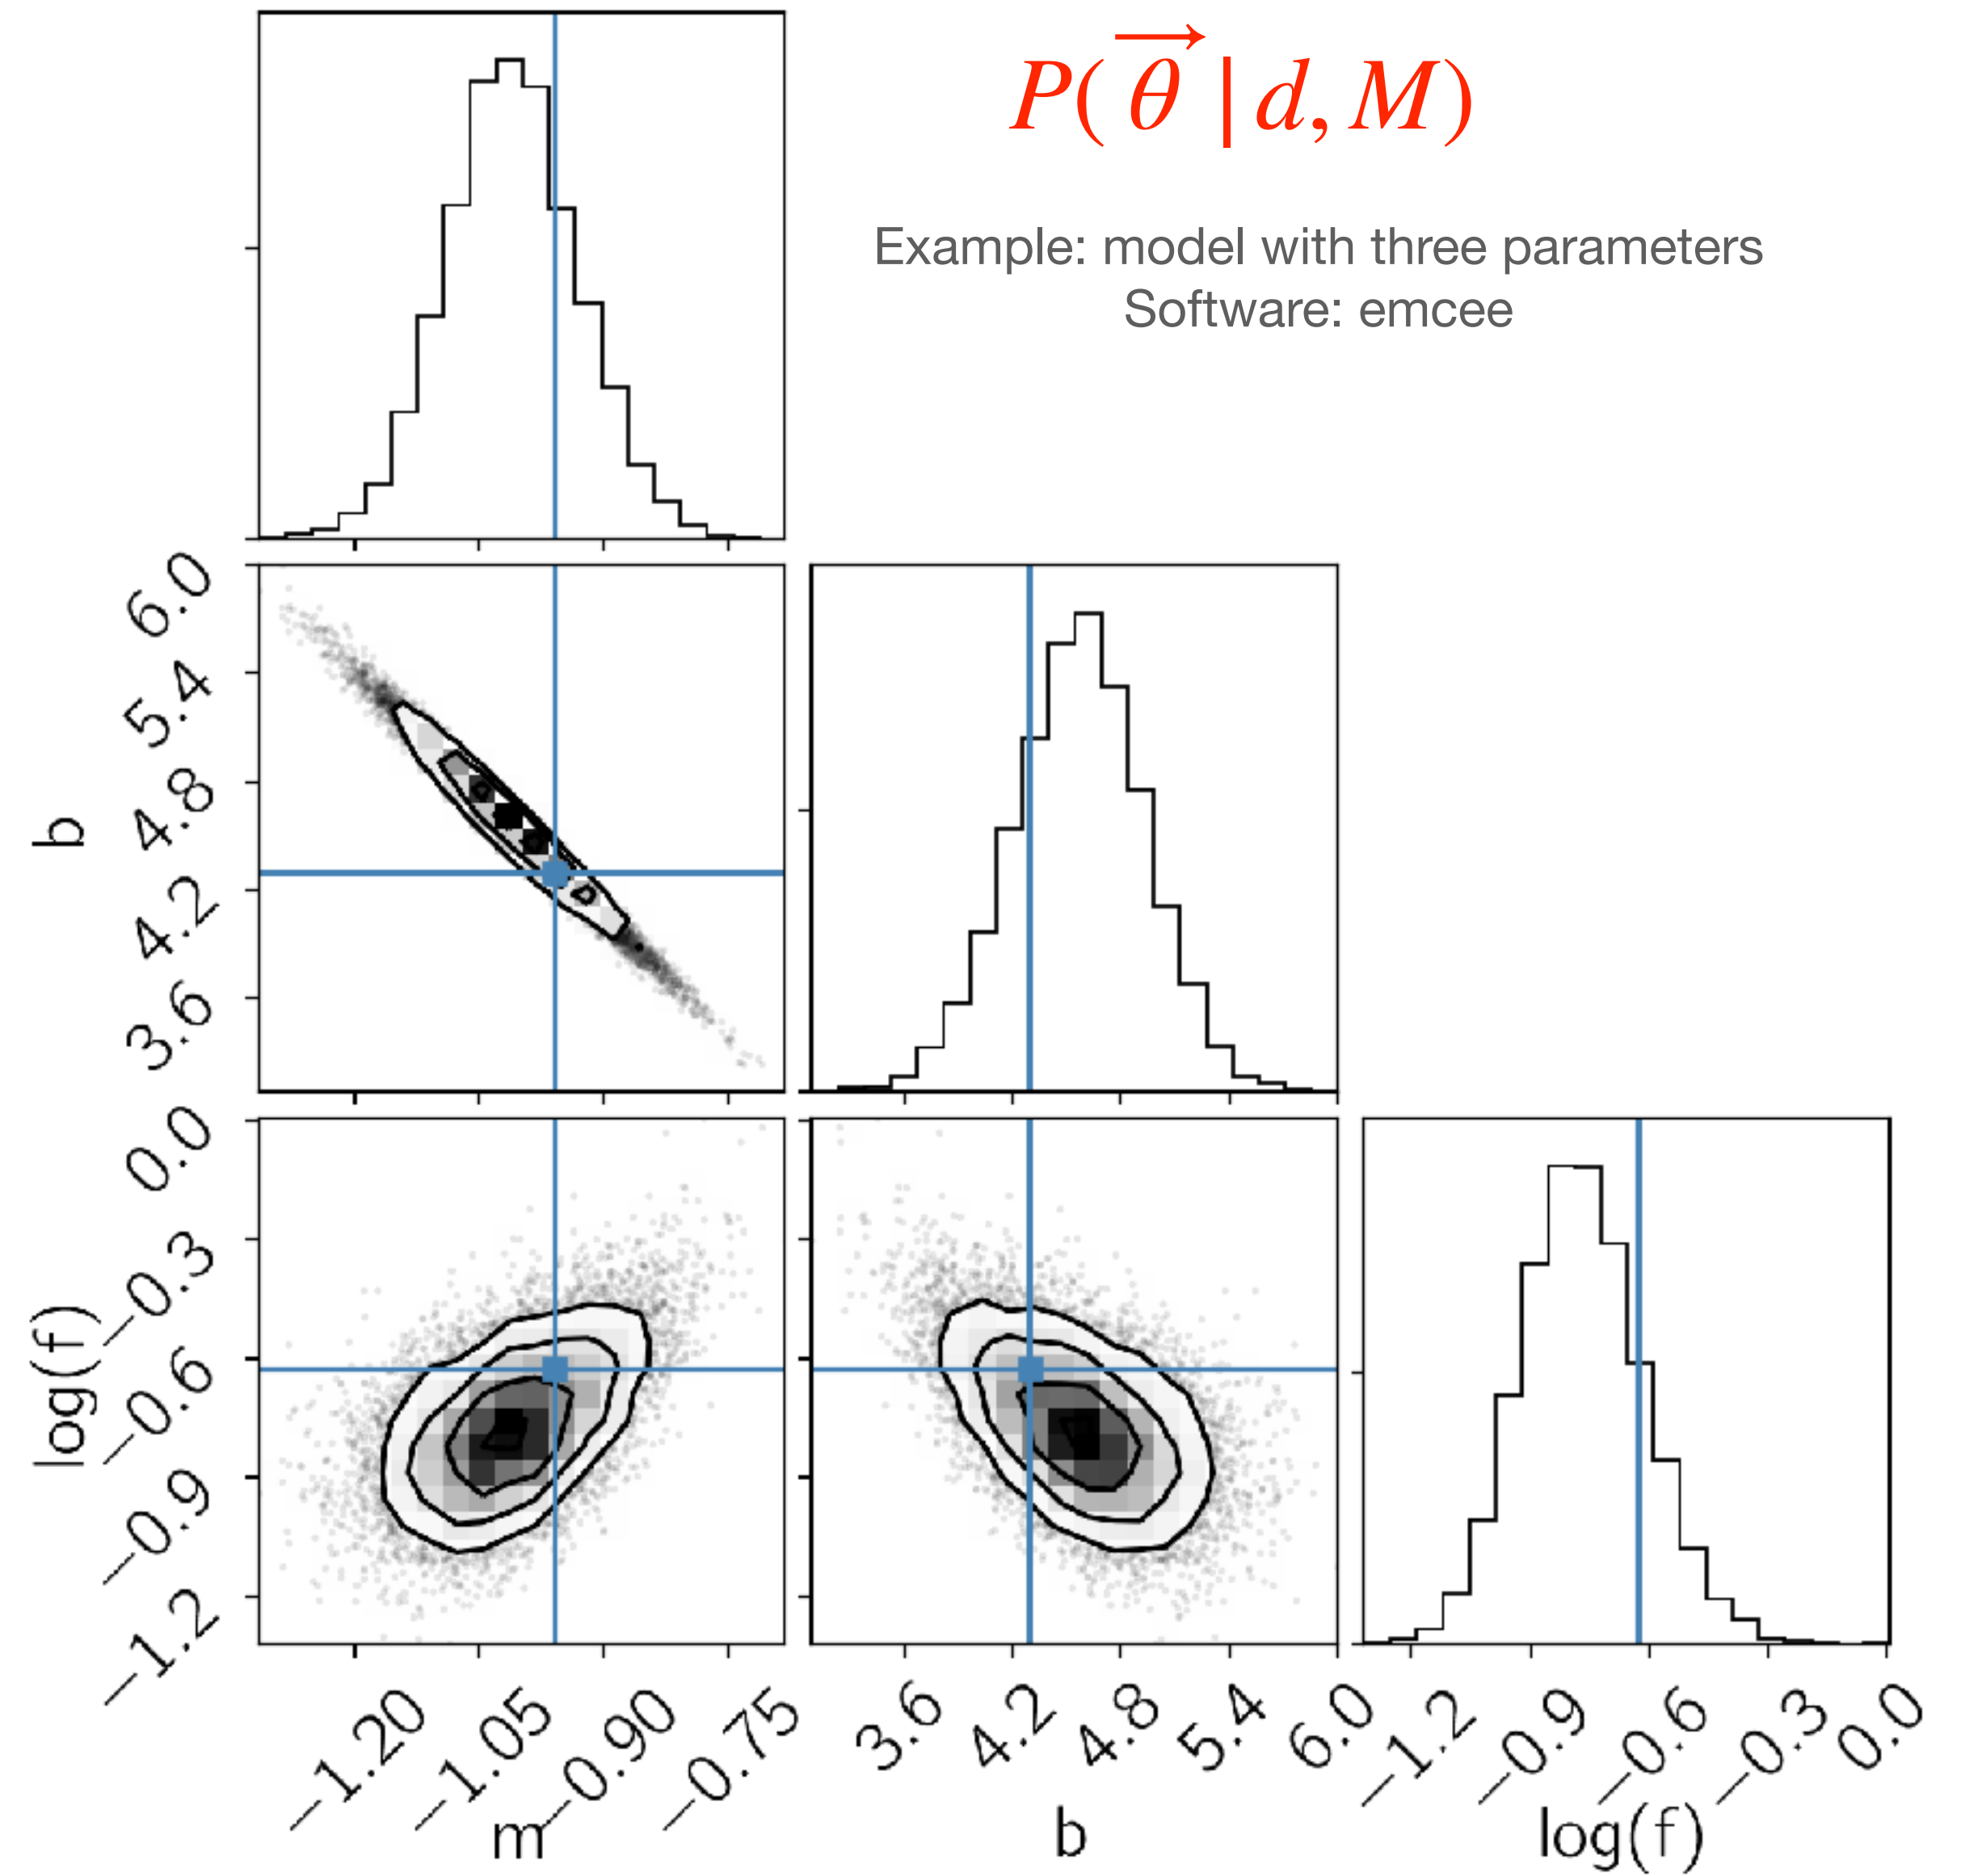 P(θ⃗ | d, M)
Example: model with three parameters
Software: emcee
b
6.0
5.4
4.8
4.2
3.6
log(f)
0.0
−0.3
−0.6
−0.9
−1.2
−1.20 −1.05 −0.90 −0.75
m
3.6 4.2 4.8 5.4 6.0
b
−1.2 −0.9 −0.6 −0.3 0.0
log(f)